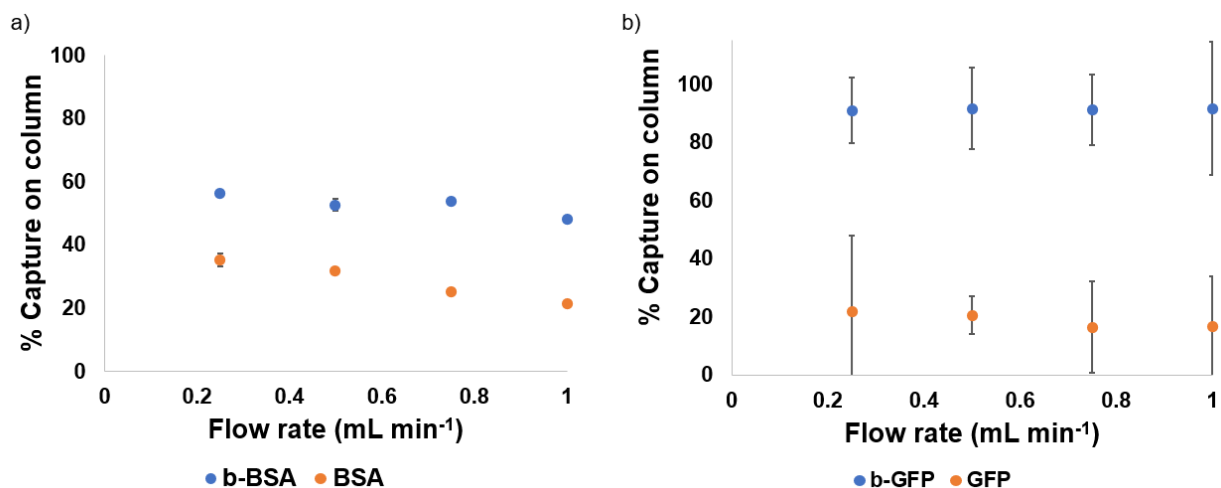 a)
% Capture on column
100
80
60
40
20
0
0 0.2 0.4 0.6 0.8 1
Flow rate (mL min⁻¹)
b-BSA BSA
b)
% Capture on column
100
80
60
40
20
0
0 0.2 0.4 0.6 0.8 1
Flow rate (mL min⁻¹)
b-GFP GFP